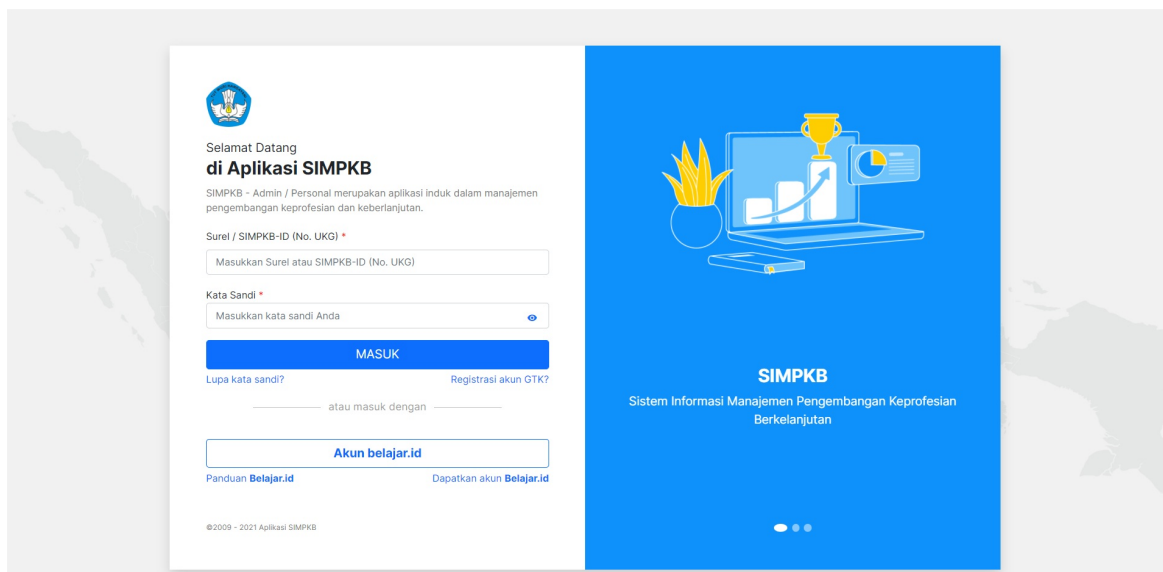 Selamat Datang
di Aplikasi SIMPKB
SIMPKB - Admin / Personal merupakan aplikasi induk dalam manajemen
pengembangan keprofesian dan keberlanjutan.
Surel / SIMPKB-ID (No. UKG) *
Masukkan Surel atau SIMPKB-ID (No. UKG)
Kata Sandi *
Masukkan kata sandi Anda
MASUK
Lupa kata sandi? Registrasi akun GTK?
atau masuk dengan
Akun belajar.id
Panduan Belajar.id Dapatkan akun Belajar.id
©2009 - 2021 Aplikasi SIMPKB
SIMPKB
Sistem Informasi Manajemen Pengembangan Keprofesian
Berkelanjutan